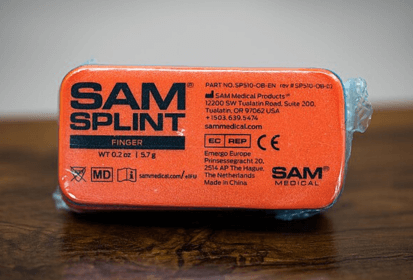 SAM®
SPLINT
FINGER
WT 0.2 oz | 5.7 g
MD
sammedical.com/eIFU
PART NO. SP510-OB-EN rev # SP510-OB-E1
SAM Medical Products®
12200 SW Tualatin Road, Suite 200,
Tualatin, OR 97062 USA
+1503.639.5474
sammedical.com
EC REP CE
Emergo Europe
Prinsessegracht 20,
2514 AP The Hague,
The Netherlands
Made in China
SAM®
MEDICAL